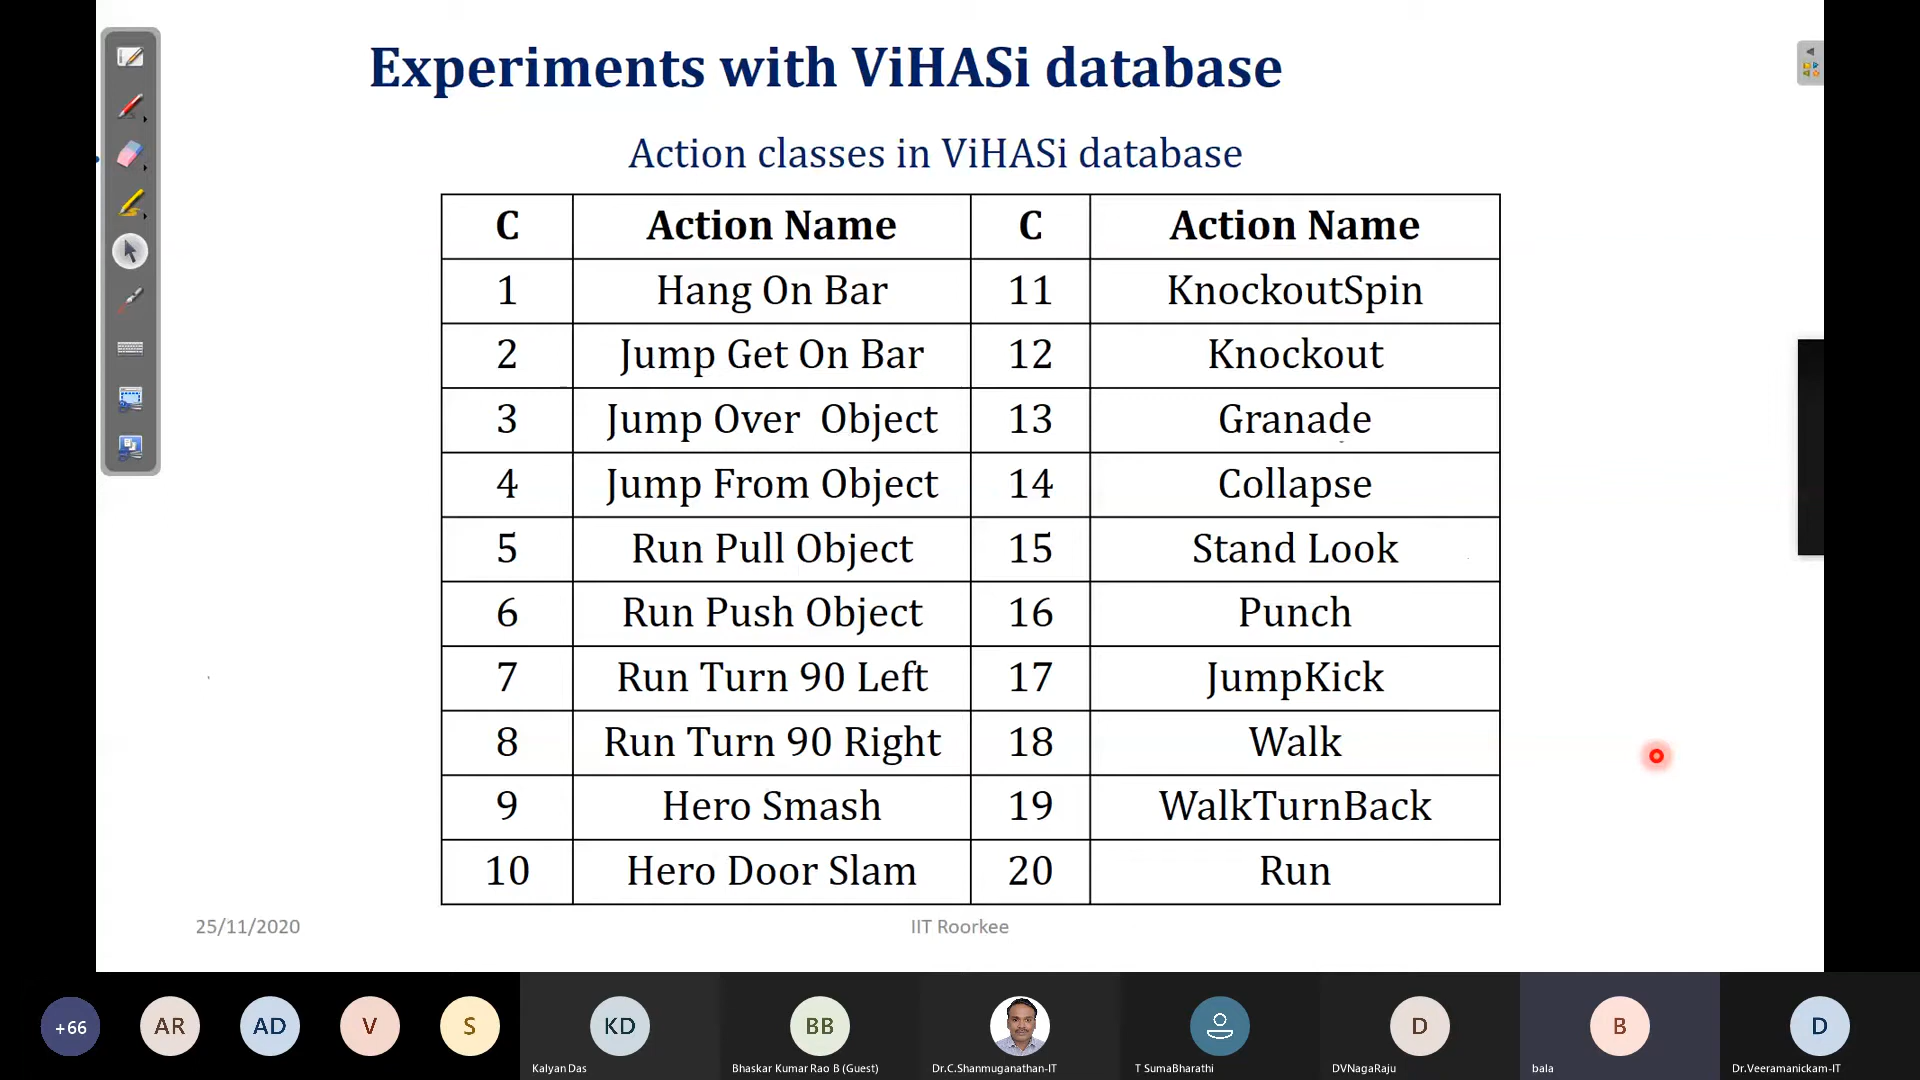 Experiments with ViHASi database
Action classes in ViHASi database
C Action Name C Action Name
1 Hang On Bar 11 KnockoutSpin
2 Jump Get On Bar 12 Knockout
3 Jump Over Object 13 Granade
4 Jump From Object 14 Collapse
5 Run Pull Object 15 Stand Look
6 Run Push Object 16 Punch
7 Run Turn 90 Left 17 JumpKick
8 Run Turn 90 Right 18 Walk
9 Hero Smash 19 WalkTurnBack
10 Hero Door Slam 20 Run
25/11/2020 IIT Roorkee
+66 AR AD V S KD BB D B D
Kalyan Das Bhaskar Kumar Rao B (Guest) Dr.C.Shanmuganathan-IT T SumaBharathi DVNagaRaju bala Dr.Veeramanickam-IT